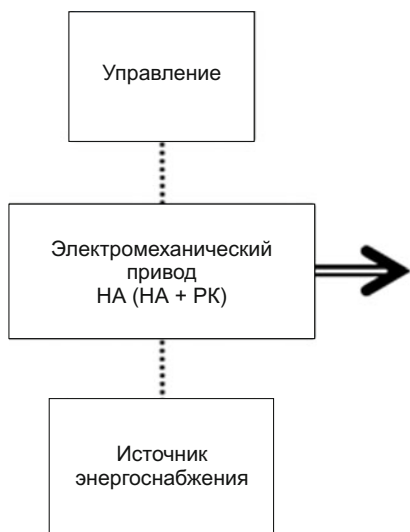 Управление
Электромеханический
привод
НА (НА + РК)
Источник
энергоснабжения